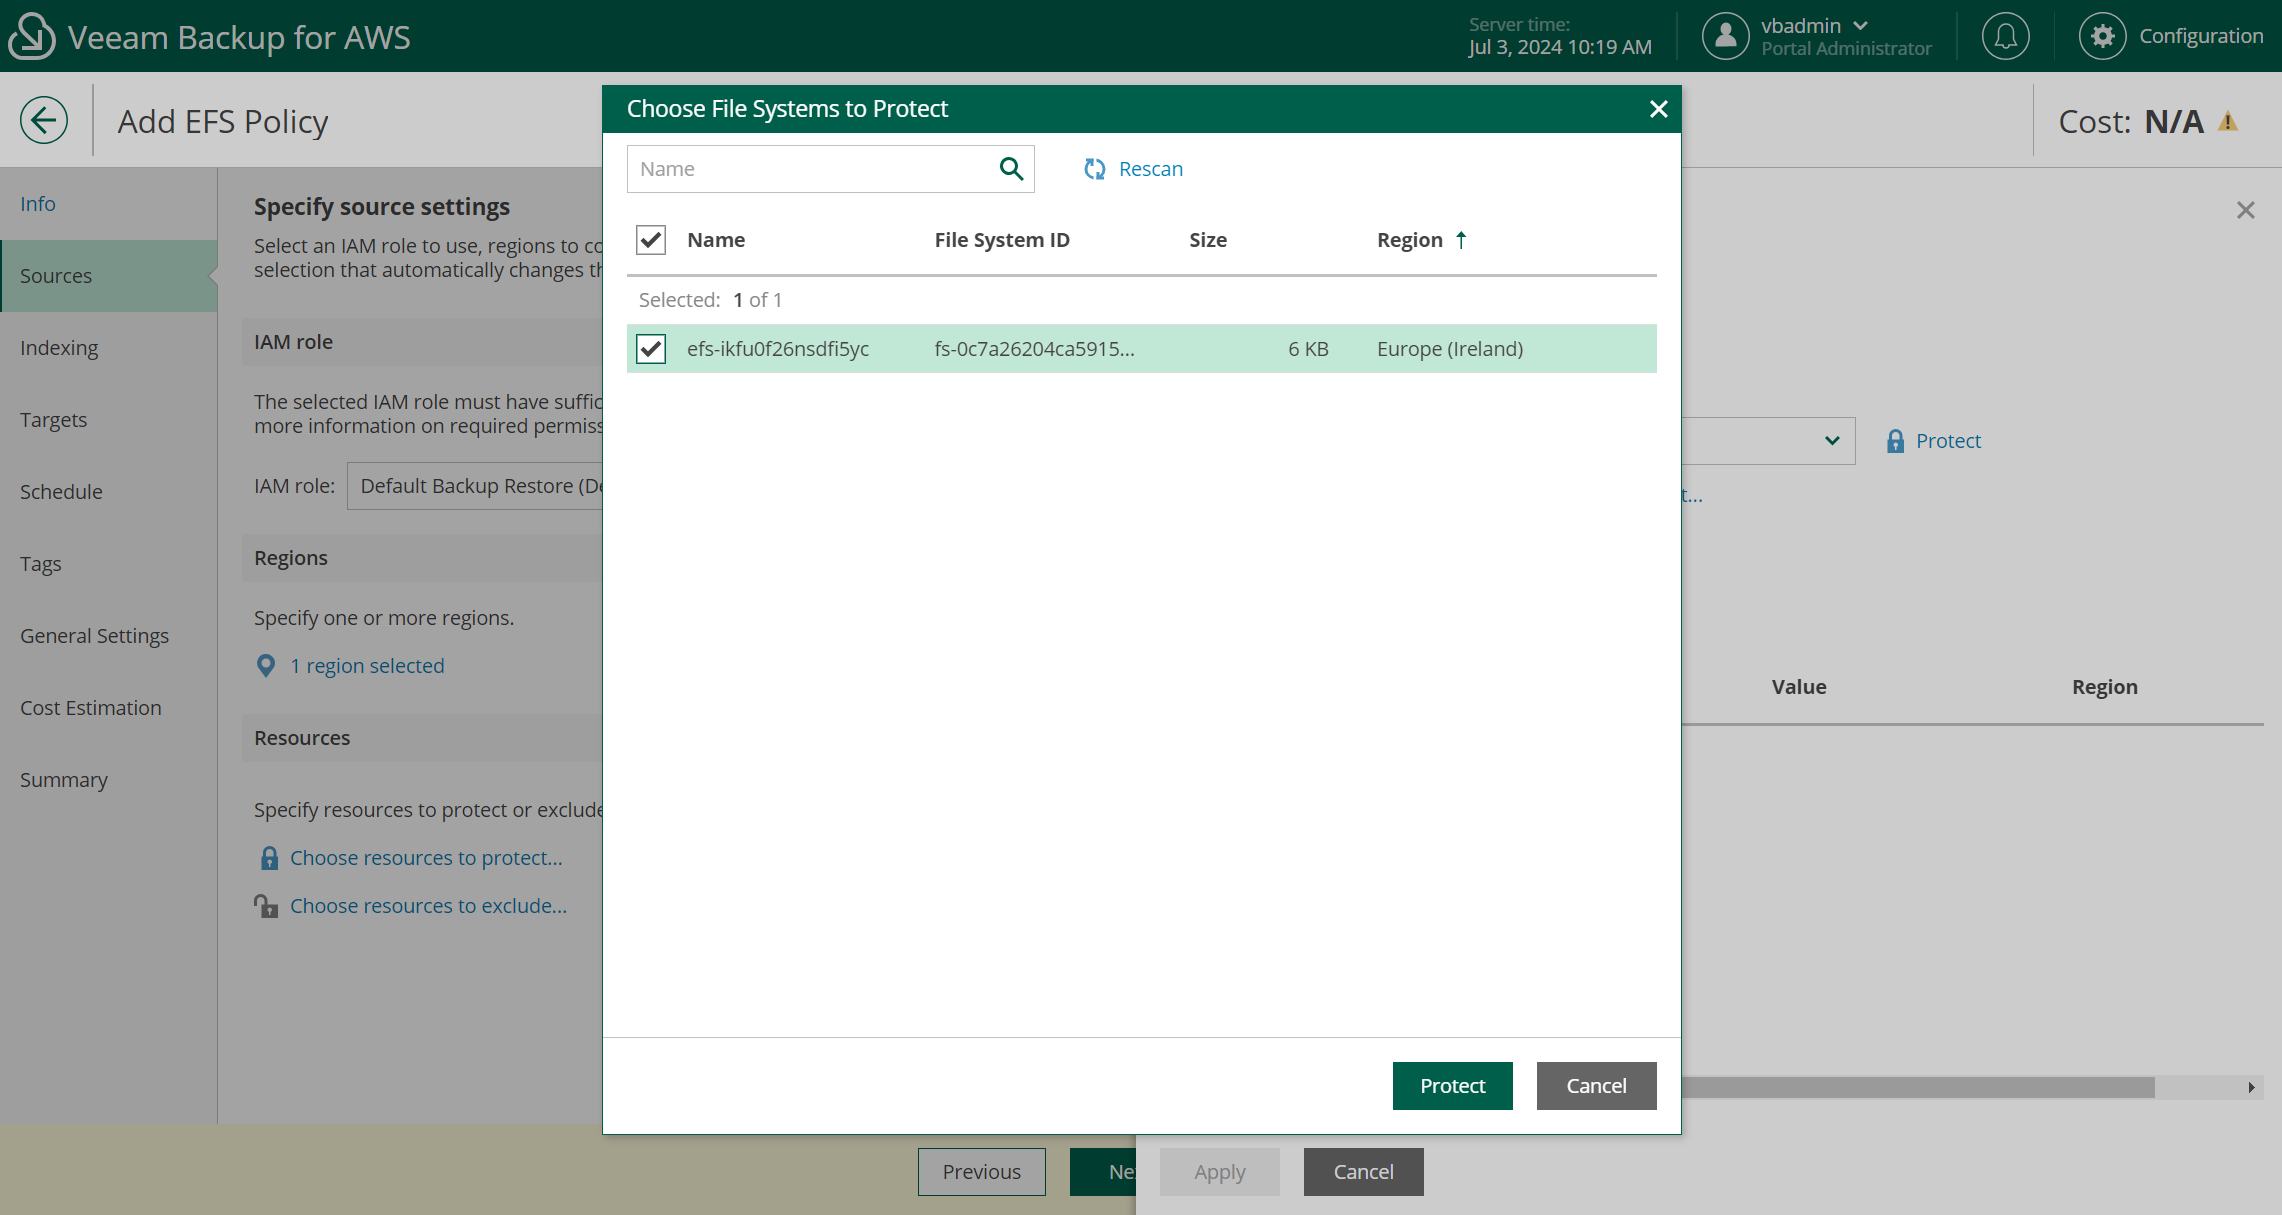 Veeam Backup for AWS
Server time:
Jul 3, 2024 10:19 AM
vbadmin
Portal Administrator
Configuration
Add EFS Policy
Cost: N/A
Info
Sources
Indexing
Targets
Schedule
Tags
General Settings
Cost Estimation
Summary
Specify source settings
Select an IAM role to use, regions to
selection that automatically changes
IAM role
The selected IAM role must have
more information on required
IAM role: Default Backup Restore
Regions
Specify one or more regions.
1 region selected
Resources
Specify resources to protect or exclude
Choose resources to protect...
Choose resources to exclude...
Choose File Systems to Protect
Name
Rescan
Name File System ID Size Region
Selected: 1 of 1
efs-ikfu0f26nsdfi5yc fs-0c7a26204ca5915... 6 KB Europe (Ireland)
Protect Cancel
Protect
t...
Value Region
Previous
Apply Cancel